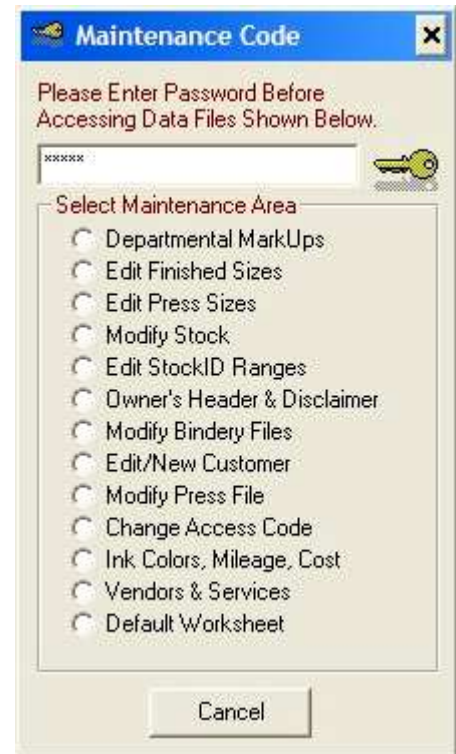 Maintenance Code
Please Enter Password Before
Accessing Data Files Shown Below.
*****
Select Maintenance Area
Departmental MarkUps
Edit Finished Sizes
Edit Press Sizes
Modify Stock
Edit StockID Ranges
Owner's Header & Disclaimer
Modify Bindery Files
Edit/New Customer
Modify Press File
Change Access Code
Ink Colors, Mileage, Cost
Vendors & Services
Default Worksheet
Cancel